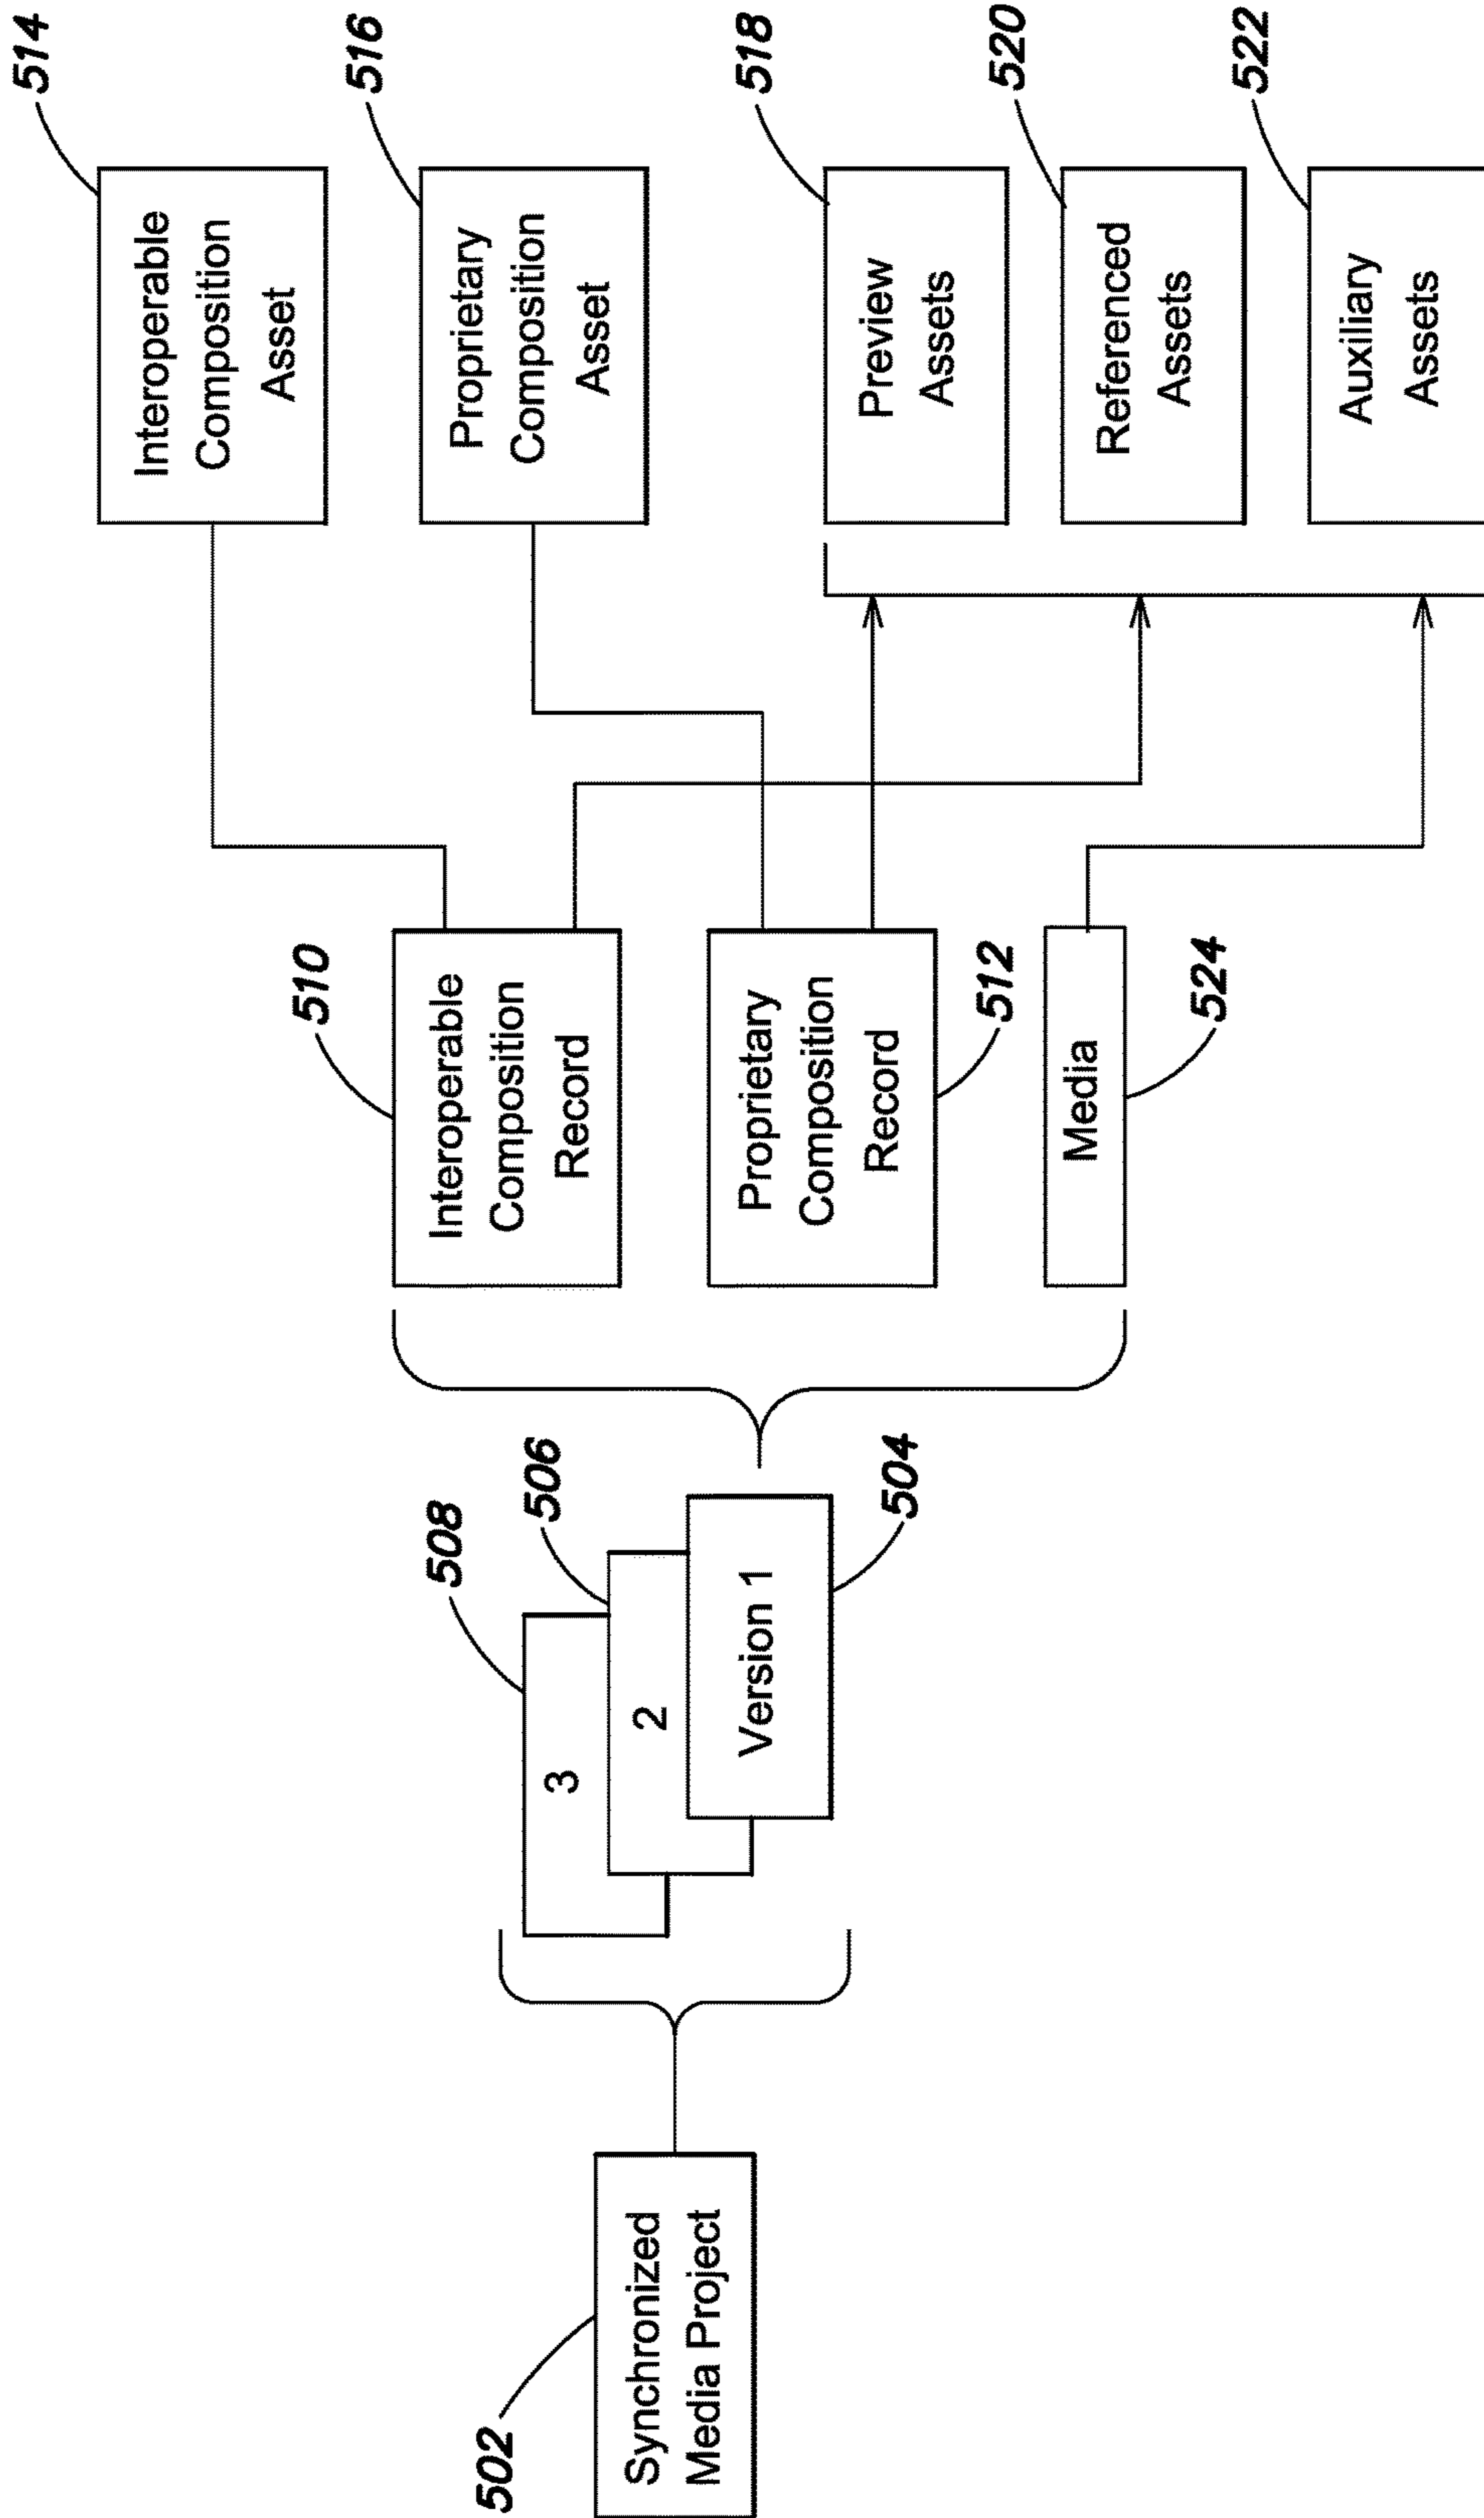 502
Synchronized
Media Project
508
3
506
2
Version 1
504
510
Interoperable
Composition
Record
Proprietary
Composition
Record
512
Media
524
514
Interoperable
Composition
Asset
516
Proprietary
Composition
Asset
518
Preview
Assets
520
Referenced
Assets
522
Auxiliary
Assets